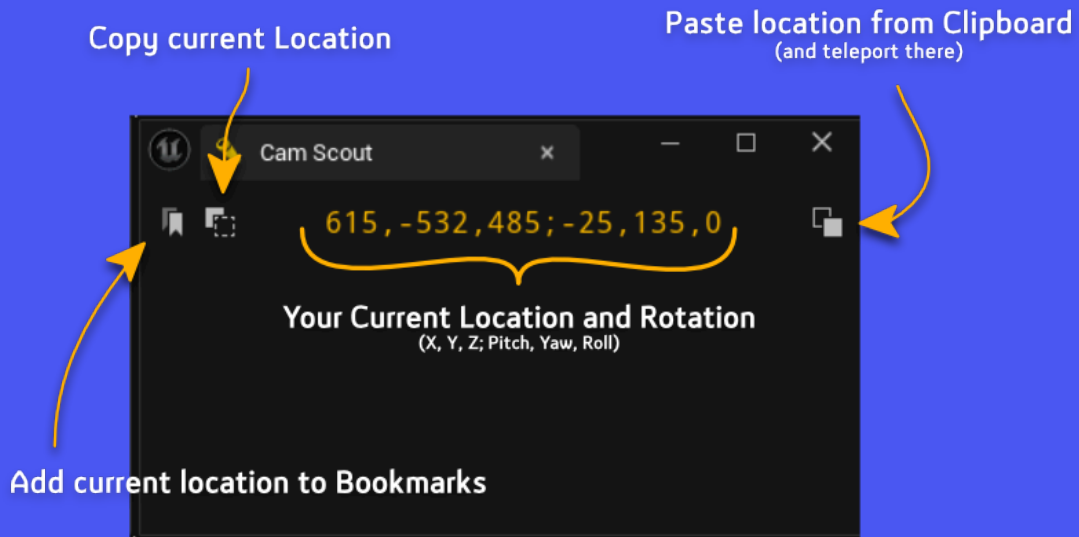 Copy current Location
Paste location from Clipboard
(and teleport there)
Cam Scout
615,-532,485;-25,135,0
Your Current Location and Rotation
(X, Y, Z; Pitch, Yaw, Roll)
Add current location to Bookmarks